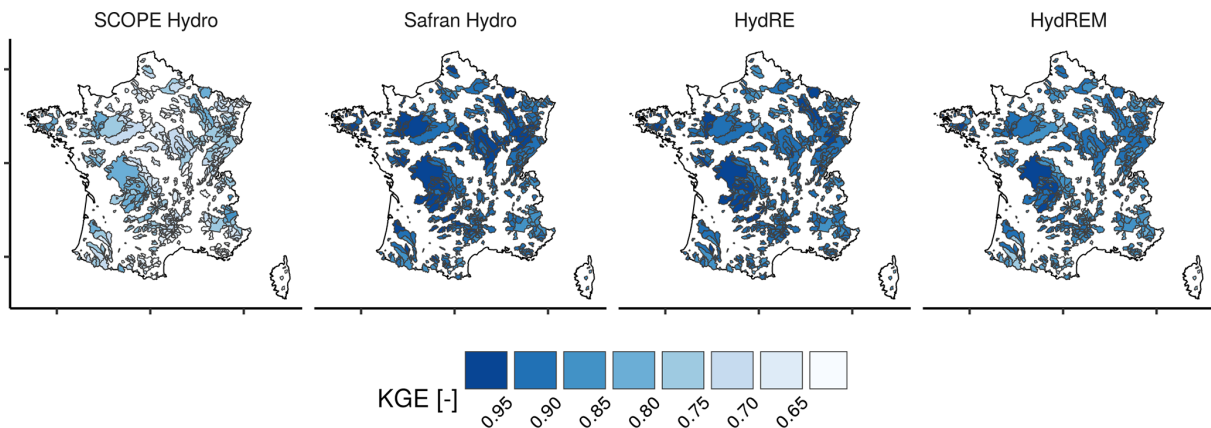 SCOPE Hydro
Safran Hydro
HydRE
HydREM
KGE [-]
0.95
0.90
0.85
0.80
0.75
0.70
0.65